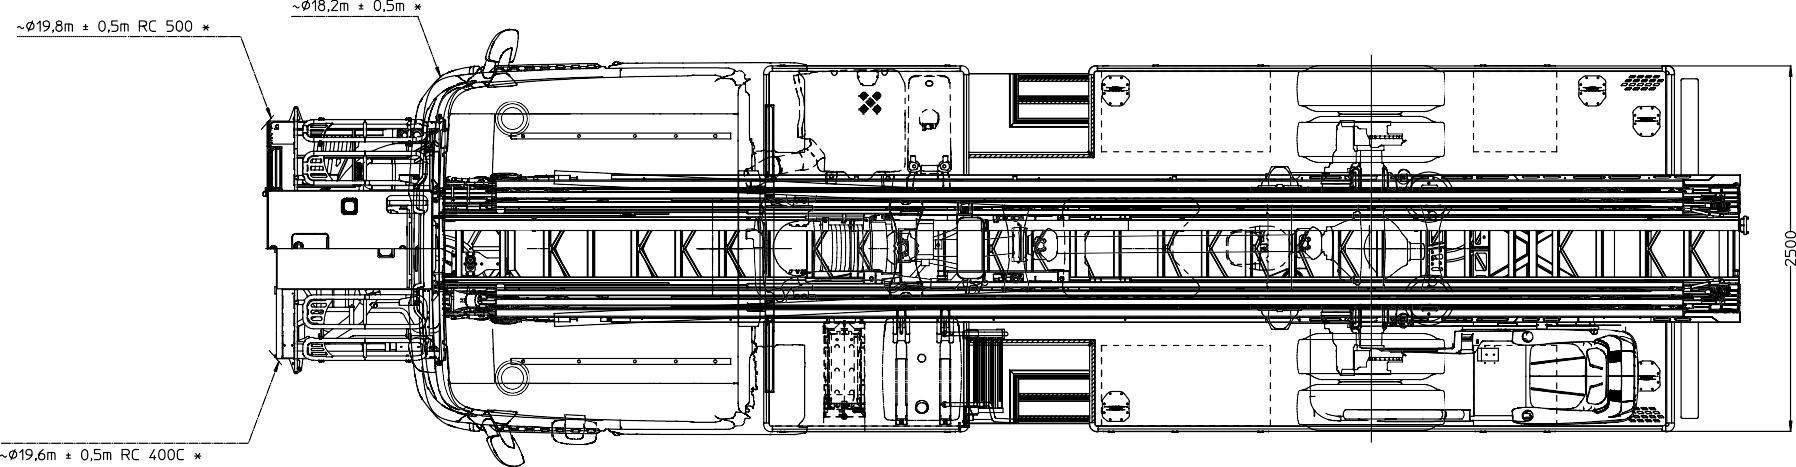 ~Ø18,2m ± 0,5m *
~Ø19,8m ± 0,5m RC 500 *
2500
~Ø19,6m ± 0,5m RC 400C *